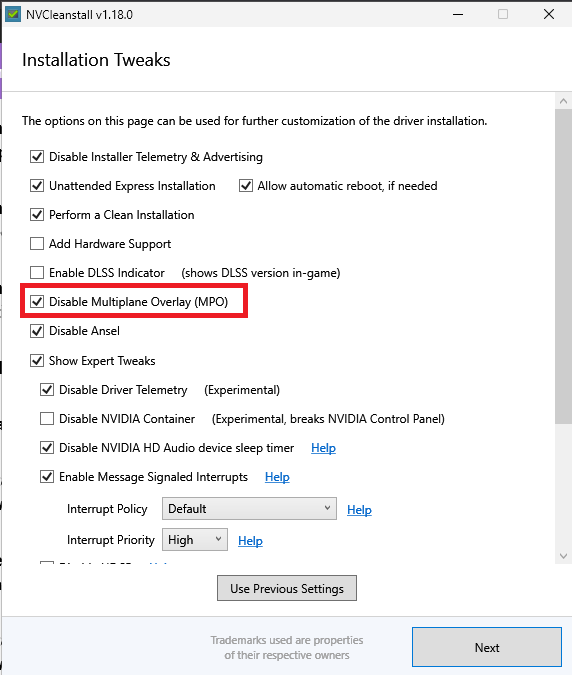 NVCleanstall v1.18.0
Installation Tweaks
The options on this page can be used for further customization of the driver installation.
Disable Installer Telemetry & Advertising
Unattended Express Installation Allow automatic reboot, if needed
Perform a Clean Installation
Add Hardware Support
Enable DLSS Indicator (shows DLSS version in-game)
Disable Multiplane Overlay (MPO)
Disable Ansel
Show Expert Tweaks
Disable Driver Telemetry (Experimental)
Disable NVIDIA Container (Experimental, breaks NVIDIA Control Panel)
Disable NVIDIA HD Audio device sleep timer Help
Enable Message Signaled Interrupts Help
Interrupt Policy Default Help
Interrupt Priority High Help
Use Previous Settings
Trademarks used are properties
of their respective owners
Next